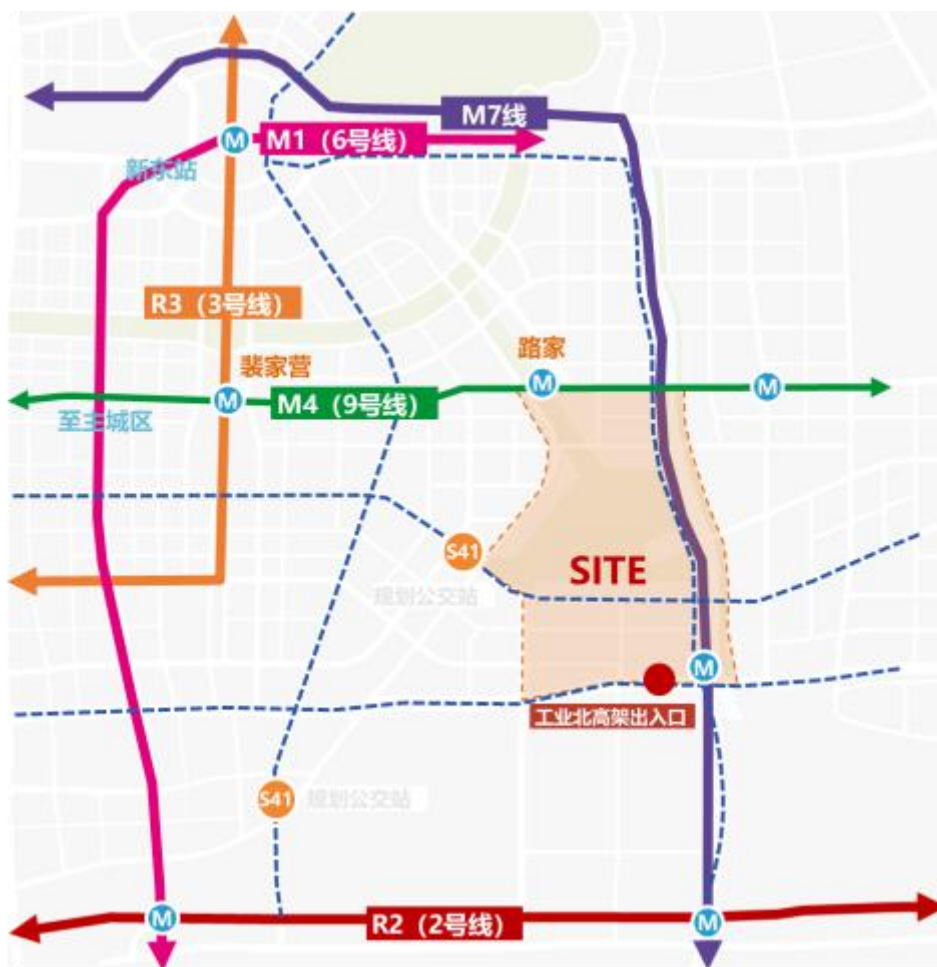 M7线
M
M1（6号线）
新东站
R3（3号线）
裴家营
路家
M
M
M
M4（9号线）
至主城区
S41
SITE
规划公交站
M
工业北高架出入口
S41
规划公交站
M
R2（2号线）
M